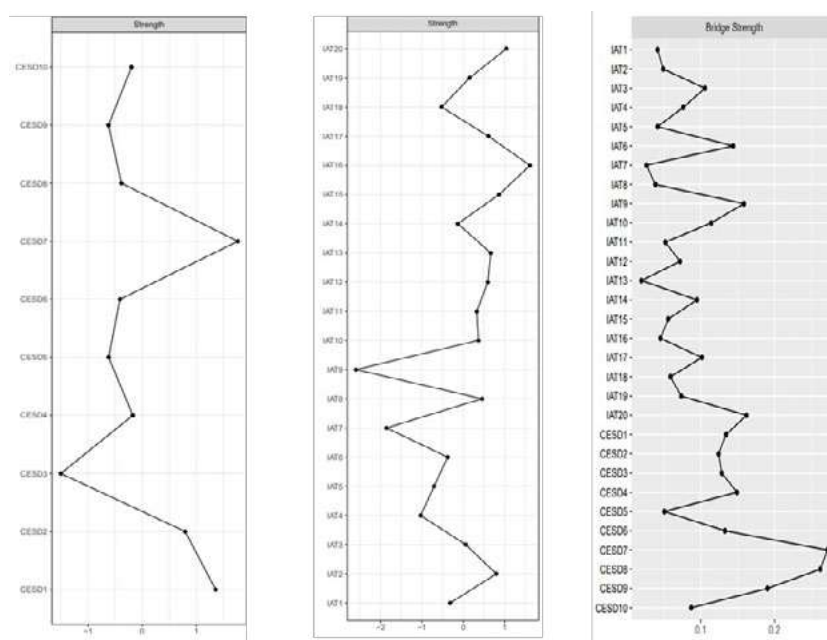 Strength
CESD10
CESD9
CESD8
CESD7
CESD6
CESD5
CESD4
CESD3
CESD2
CESD1
−1
0
1
Strength
IAT20
IAT19
IAT18
IAT17
IAT16
IAT15
IAT14
IAT13
IAT12
IAT11
IAT10
IAT9
IAT8
IAT7
IAT6
IAT5
IAT4
IAT3
IAT2
IAT1
−2
−1
0
1
Bridge Strength
IAT1
IAT2
IAT3
IAT4
IAT5
IAT6
IAT7
IAT8
IAT9
IAT10
IAT11
IAT12
IAT13
IAT14
IAT15
IAT16
IAT17
IAT18
IAT19
IAT20
CESD1
CESD2
CESD3
CESD4
CESD5
CESD6
CESD7
CESD8
CESD9
CESD10
0.1
0.2